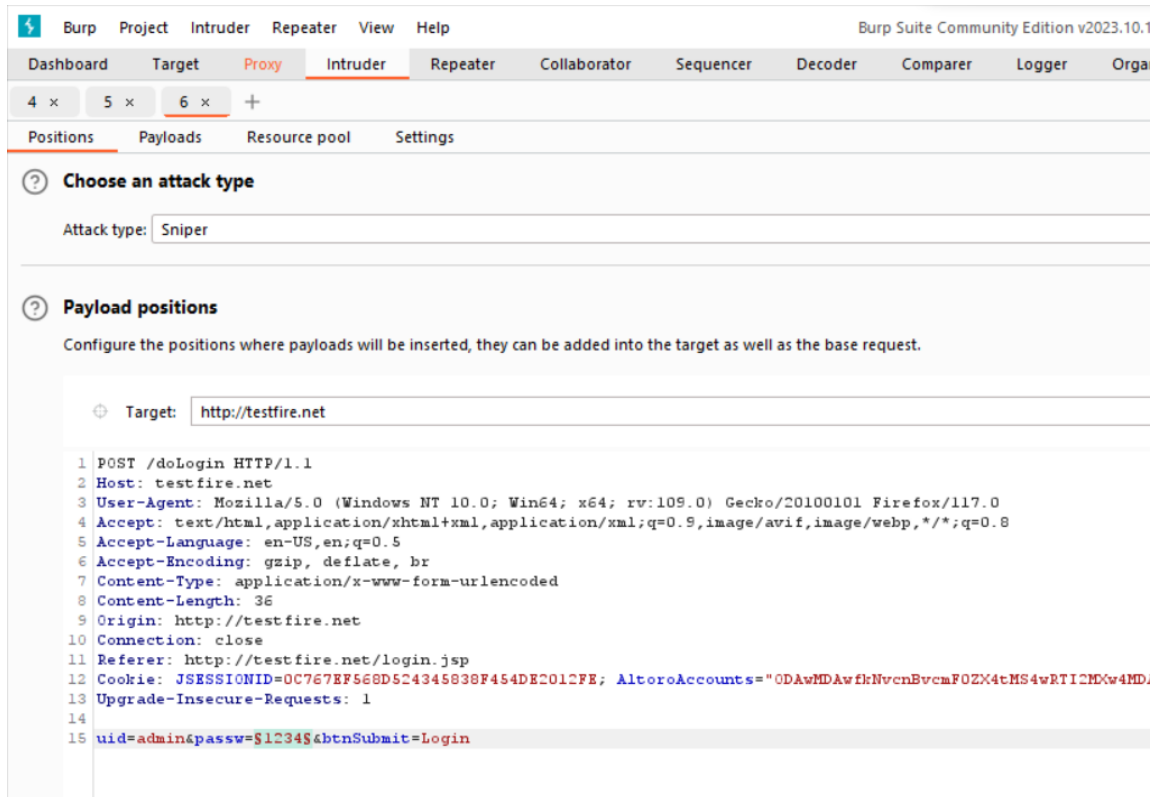 Burp Project Intruder Repeater View Help Burp Suite Community Edition v2023.10.1
Dashboard Target Proxy Intruder Repeater Collaborator Sequencer Decoder Comparer Logger Orga
4 × 5 × 6 × +
Positions Payloads Resource pool Settings
? Choose an attack type
Attack type: Sniper
? Payload positions
Configure the positions where payloads will be inserted, they can be added into the target as well as the base request.
Target: http://testfire.net
1 POST /doLogin HTTP/1.1
2 Host: testfire.net
3 User-Agent: Mozilla/5.0 (Windows NT 10.0; Win64; x64; rv:109.0) Gecko/20100101 Firefox/117.0
4 Accept: text/html,application/xhtml+xml,application/xml;q=0.9,image/avif,image/webp,*/*;q=0.8
5 Accept-Language: en-US,en;q=0.5
6 Accept-Encoding: gzip, deflate, br
7 Content-Type: application/x-www-form-urlencoded
8 Content-Length: 36
9 Origin: http://testfire.net
10 Connection: close
11 Referer: http://testfire.net/login.jsp
12 Cookie: JSESSIONID=0C767EF568D524345838F454DE2012FE; AltoroAccounts="ODAwMDAwfkNvcnBvcmF0ZX4tMS4wRTI2MXw4MDA
13 Upgrade-Insecure-Requests: 1
14
15 uid=admin&passw=§1234§&btnSubmit=Login